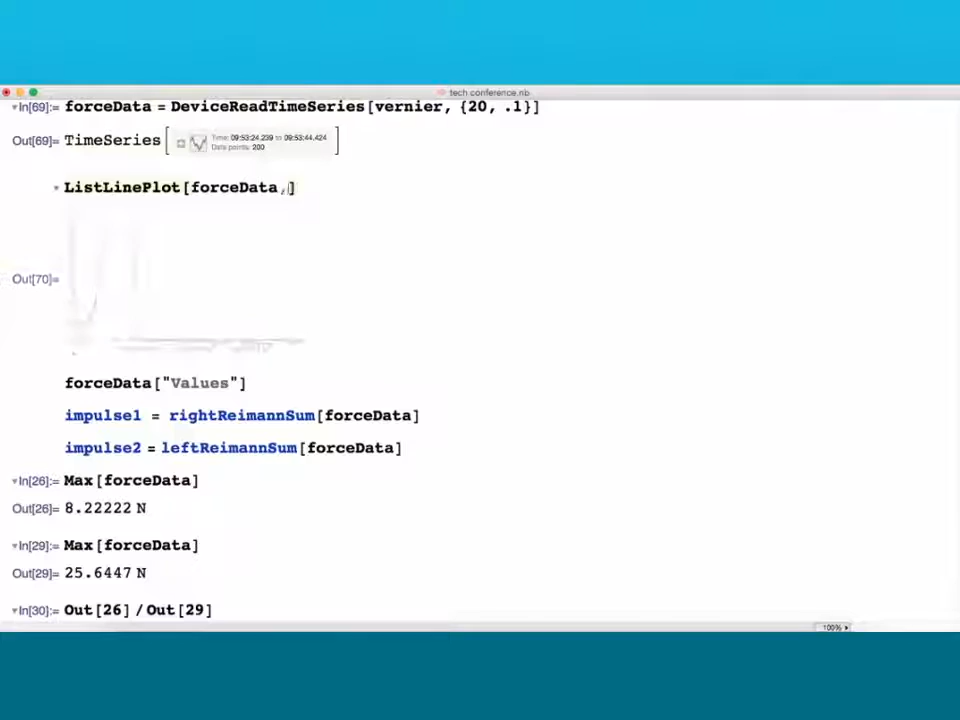 tech conference.nb
In[69]:= forceData = DeviceReadTimeSeries[vernier, {20, .1}]
Out[69]= TimeSeries[ Time: 09:53:24.239 to 09:53:44.424
Data points: 200 ]
ListLinePlot[forceData,]
Out[70]=
forceData["Values"]
impulse1 = rightReimannSum[forceData]
impulse2 = leftReimannSum[forceData]
In[26]:= Max[forceData]
Out[26]= 8.22222 N
In[29]:= Max[forceData]
Out[29]= 25.6447 N
In[30]:= Out[26] / Out[29]
100%